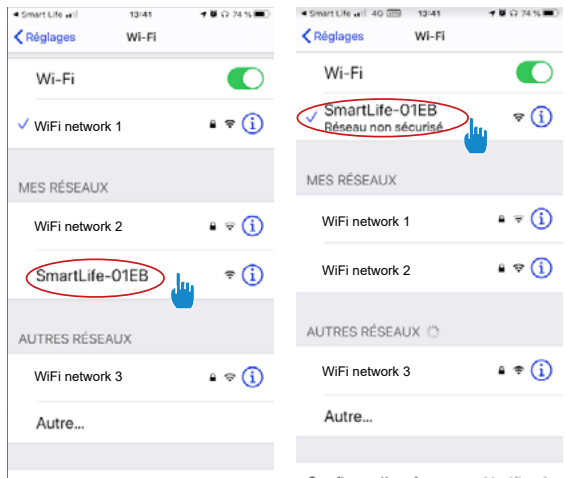 Smart Life
13:41
74 %
Réglages
Wi-Fi
Wi-Fi
WiFi network 1
MES RÉSEAUX
WiFi network 2
SmartLife-01EB
AUTRES RÉSEAUX
WiFi network 3
Autre...
Smart Life 4G
13:41
74 %
Réglages
Wi-Fi
Wi-Fi
SmartLife-01EB
Réseau non sécurisé
MES RÉSEAUX
WiFi network 1
WiFi network 2
AUTRES RÉSEAUX
WiFi network 3
Autre...